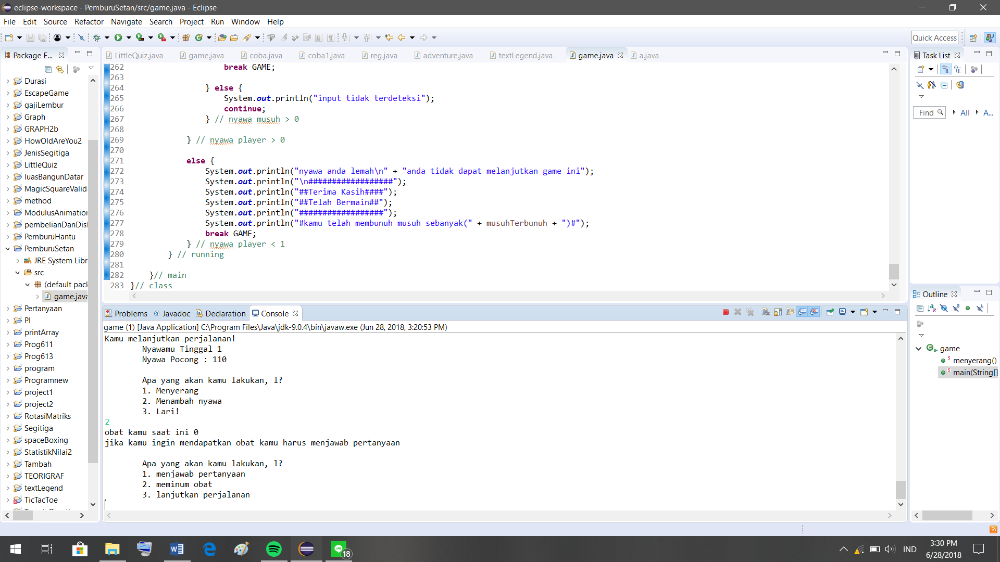 eclipse-workspace - PemburuSetan/src/game.java - Eclipse
File Edit Source Refactor Navigate Search Project Run Window Help
Quick Access
Package E...
Durasi
EscapeGame
gajiLembur
Graph
GRAPH2b
HowOldAreYou2
JenisSegitiga
LittleQuiz
luasBangunDatar
MagicSquareValid
method
ModulusAnimation
pembelianDanDisk
PemburuHantu
PemburuSetan
JRE System Libr
src
(default pack
game.java
Pertanyaan
PI
printArray
Prog611
Prog613
program
Programnew
project1
project2
RotasiMatriks
Segitiga
spaceBoxing
StatistikNilai2
Tambah
TEORIGRAF
textLegend
TicTacToe
LittleQuiz.java game.java coba.java coba1.java reg.java adventure.java textLegend.java game.java a.java
262 break GAME;
263
264 } else {
265 System.out.println("input tidak terdeteksi");
266 continue;
267 } // nyawa musuh > 0
268
269 } // nyawa player > 0
270
271 else {
272 System.out.println("nyawa anda lemah\n" + "anda tidak dapat melanjutkan game ini");
273 System.out.println("\n##################");
274 System.out.println("##Terima Kasih####");
275 System.out.println("##Telah Bermain##");
276 System.out.println("##################");
277 System.out.println("#kamu telah membunuh musuh sebanyak(" + musuhTerbunuh + ")#");
278 break GAME;
279 } // nyawa player < 1
280 } // running
281
282 }// main
283 }// class
Problems @ Javadoc Declaration Console
game (1) [Java Application] C:\Program Files\Java\jdk-9.0.4\bin\javaw.exe (Jun 28, 2018, 3:20:53 PM)
Kamu melanjutkan perjalanan!
Nyawamu Tinggal 1
Nyawa Pocong : 110
Apa yang akan kamu lakukan, l?
1. Menyerang
2. Menambah nyawa
3. Lari!
2
obat kamu saat ini 0
jika kamu ingin mendapatkan obat kamu harus menjawab pertanyaan
Apa yang akan kamu lakukan, l?
1. menjawab pertanyaan
2. meminum obat
3. lanjutkan perjalanan
Task List
Find All A...
Outline
game
menyerang()
main(String[]
18
IND
3:30 PM
6/28/2018